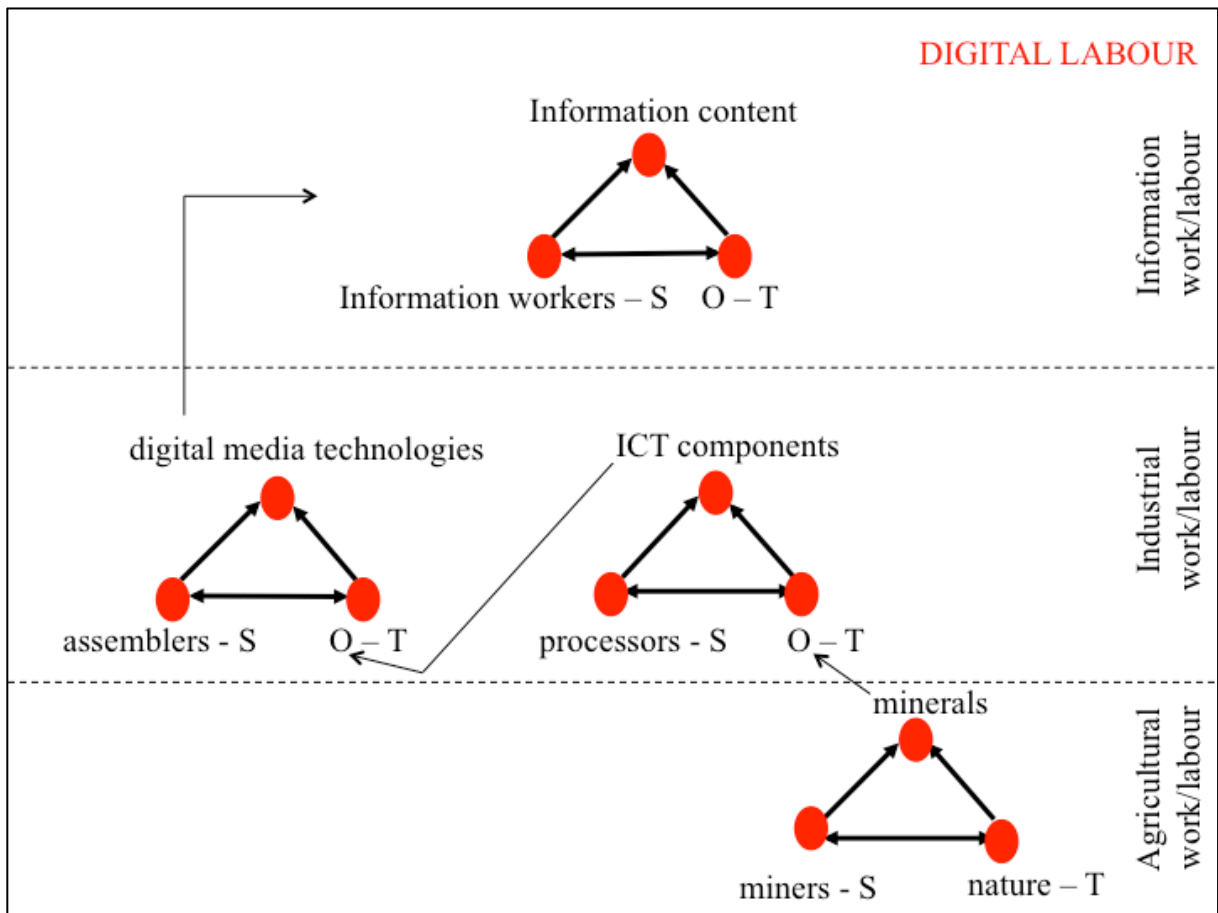 DIGITAL LABOUR
Information content
Information workers – S
O – T
Information
work/labour
digital media technologies
ICT components
assemblers - S
O – T
processors - S
O – T
Industrial
work/labour
minerals
miners - S
nature – T
Agricultural
work/labour